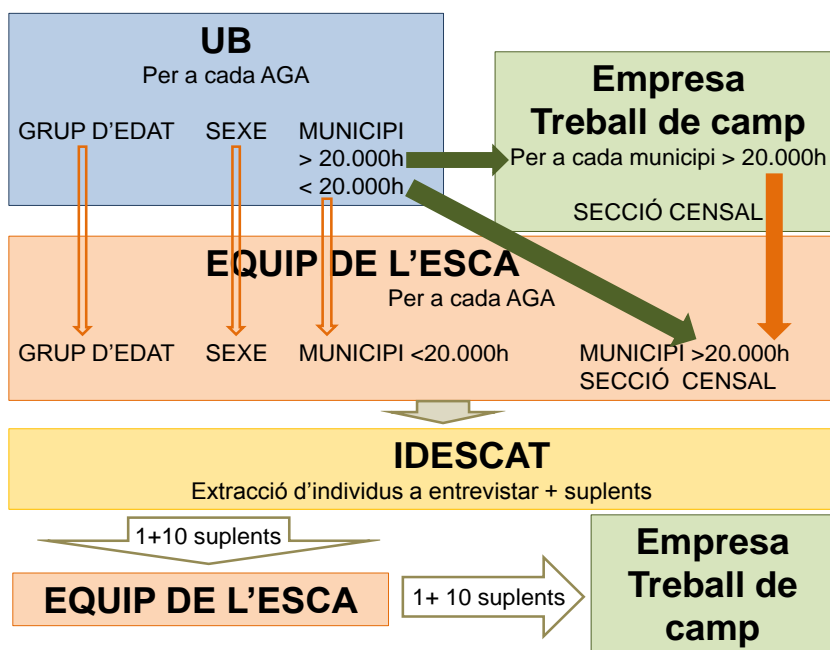 UB
Per a cada AGA
GRUP D'EDAT SEXE MUNICIPI
> 20.000h
< 20.000h
Empresa
Treball de camp
Per a cada municipi > 20.000h
SECCIÓ CENSAL
EQUIP DE L'ESCA
Per a cada AGA
GRUP D'EDAT SEXE MUNICIPI <20.000h MUNICIPI >20.000h
SECCIÓ CENSAL
IDESCAT
Extracció d'individus a entrevistar + suplents
1+10 suplents
EQUIP DE L'ESCA
1+ 10 suplents
Empresa
Treball de
camp